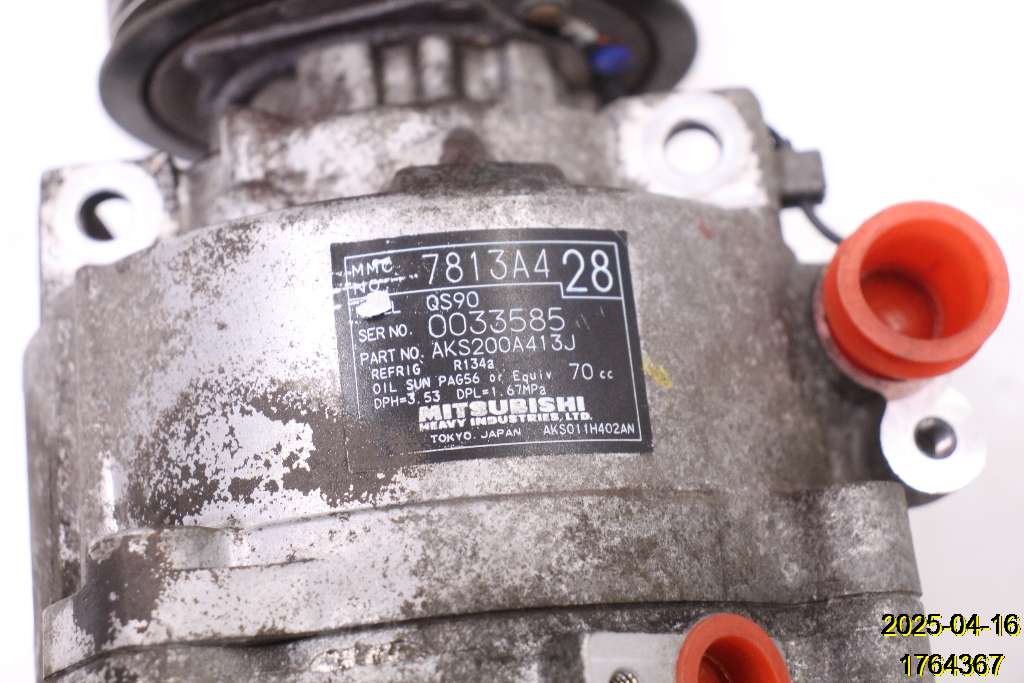 MMC NO. 7813A428
QS90
SER NO. 0033585
PART NO. AKS200A413J
REFRIG R134a
OIL SUN PAG56 or Equiv 70 cc
DPH=3.53 DPL=1.67MPa
MITSUBISHI
HEAVY INDUSTRIES, LTD.
TOKYO. JAPAN AKS011H402AN
2025-04-16
1764367